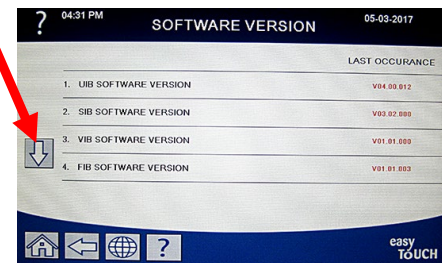 ? 04:31 PM SOFTWARE VERSION 05-03-2017
LAST OCCURANCE
1. UIB SOFTWARE VERSION V04.00.012
2. SIB SOFTWARE VERSION V03.02.000
3. VIB SOFTWARE VERSION V01.01.000
4. FIB SOFTWARE VERSION V01.01.003
?
easy
TOUCH